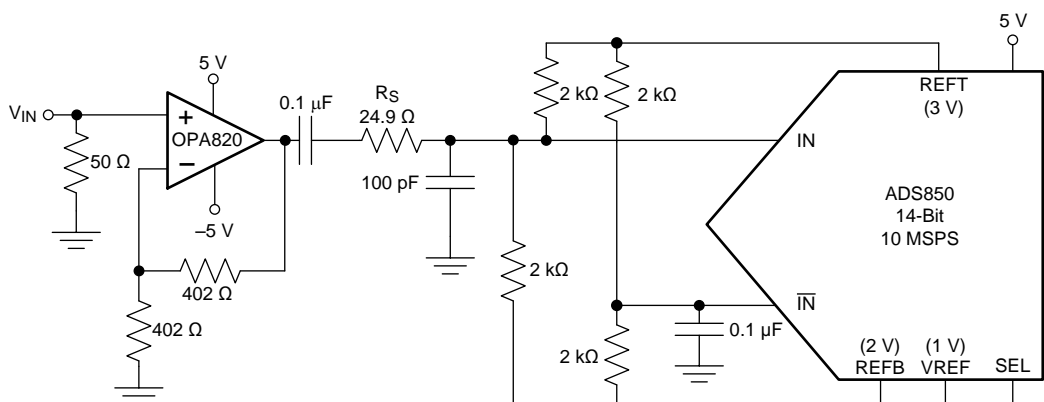 5 V
5 V
REFT
(3 V)
V_IN
+
OPA820
−
0.1 μF
R_S
24.9 Ω
2 kΩ
2 kΩ
IN
50 Ω
100 pF
ADS850
14-Bit
10 MSPS
–5 V
402 Ω
2 kΩ
I̅N̅
402 Ω
0.1 µF
2 kΩ
(2 V)
REFB
(1 V)
VREF
SEL